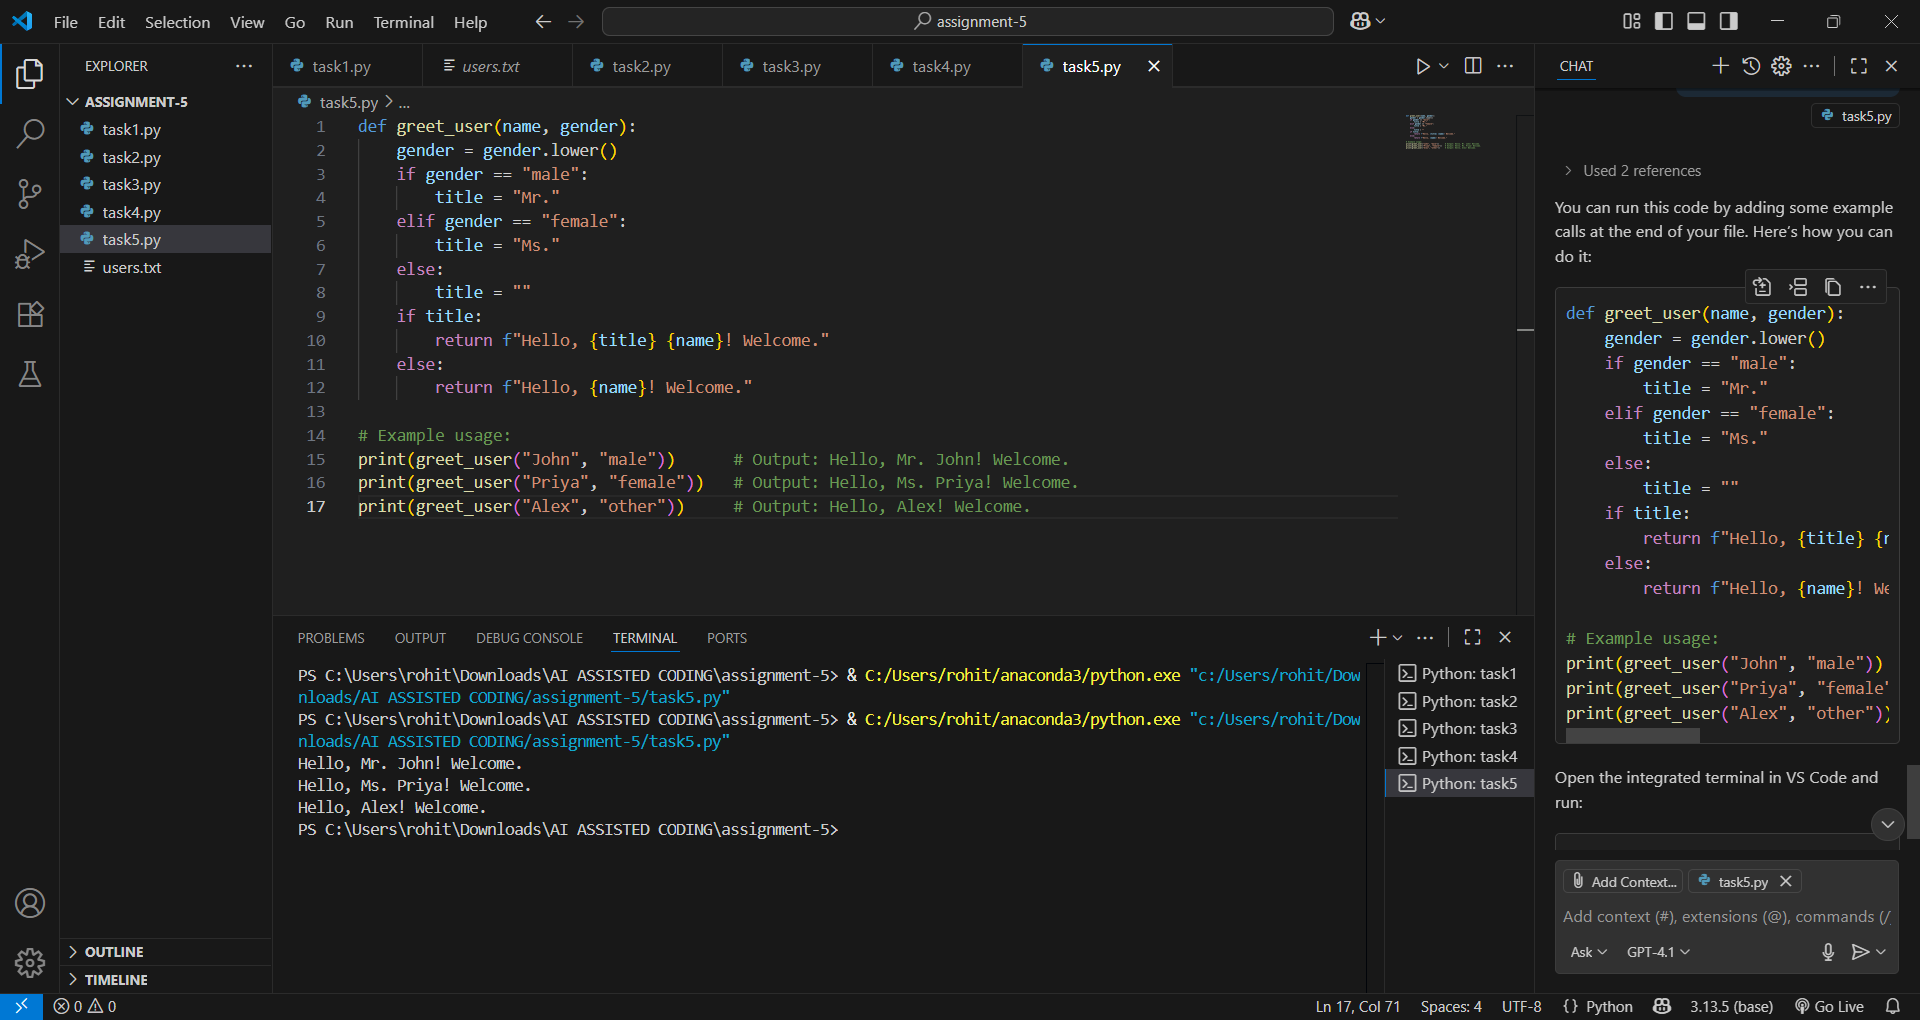 File Edit Selection View Go Run Terminal Help
assignment-5
EXPLORER
ASSIGNMENT-5
task1.py
task2.py
task3.py
task4.py
task5.py
users.txt
OUTLINE
TIMELINE
task1.py users.txt task2.py task3.py task4.py task5.py
task5.py > ...
1 def greet_user(name, gender):
2     gender = gender.lower()
3     if gender == "male":
4         title = "Mr."
5     elif gender == "female":
6         title = "Ms."
7     else:
8         title = ""
9     if title:
10         return f"Hello, {title} {name}! Welcome."
11     else:
12         return f"Hello, {name}! Welcome."
13
14 # Example usage:
15 print(greet_user("John", "male"))      # Output: Hello, Mr. John! Welcome.
16 print(greet_user("Priya", "female"))   # Output: Hello, Ms. Priya! Welcome.
17 print(greet_user("Alex", "other"))     # Output: Hello, Alex! Welcome.
PROBLEMS OUTPUT DEBUG CONSOLE TERMINAL PORTS
PS C:\Users\rohit\Downloads\AI ASSISTED CODING\assignment-5> & C:/Users/rohit/anaconda3/python.exe "c:/Users/rohit/Dow
nloads/AI ASSISTED CODING/assignment-5/task5.py"
PS C:\Users\rohit\Downloads\AI ASSISTED CODING\assignment-5> & C:/Users/rohit/anaconda3/python.exe "c:/Users/rohit/Dow
nloads/AI ASSISTED CODING/assignment-5/task5.py"
Hello, Mr. John! Welcome.
Hello, Ms. Priya! Welcome.
Hello, Alex! Welcome.
PS C:\Users\rohit\Downloads\AI ASSISTED CODING\assignment-5>
Python: task1
Python: task2
Python: task3
Python: task4
Python: task5
CHAT
task5.py
Used 2 references
You can run this code by adding some example
calls at the end of your file. Here's how you can
do it:
def greet_user(name, gender):
    gender = gender.lower()
    if gender == "male":
        title = "Mr."
    elif gender == "female":
        title = "Ms."
    else:
        title = ""
    if title:
        return f"Hello, {title} {
    else:
        return f"Hello, {name}! We
# Example usage:
print(greet_user("John", "male"))
print(greet_user("Priya", "female"
print(greet_user("Alex", "other"))
Open the integrated terminal in VS Code and
run:
Add Context... task5.py
Add context (#), extensions (@), commands (/
Ask GPT-4.1
0 0
Ln 17, Col 71 Spaces: 4 UTF-8 {} Python 3.13.5 (base) Go Live